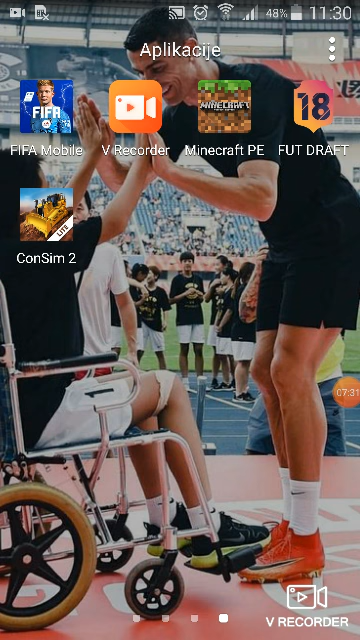 48% 11:30
Aplikacije
FIFA
MINECRAFT
18
FIFA Mobile V Recorder Minecraft PE FUT DRAFT
LITE
ConSim 2
07:31
V RECORDER